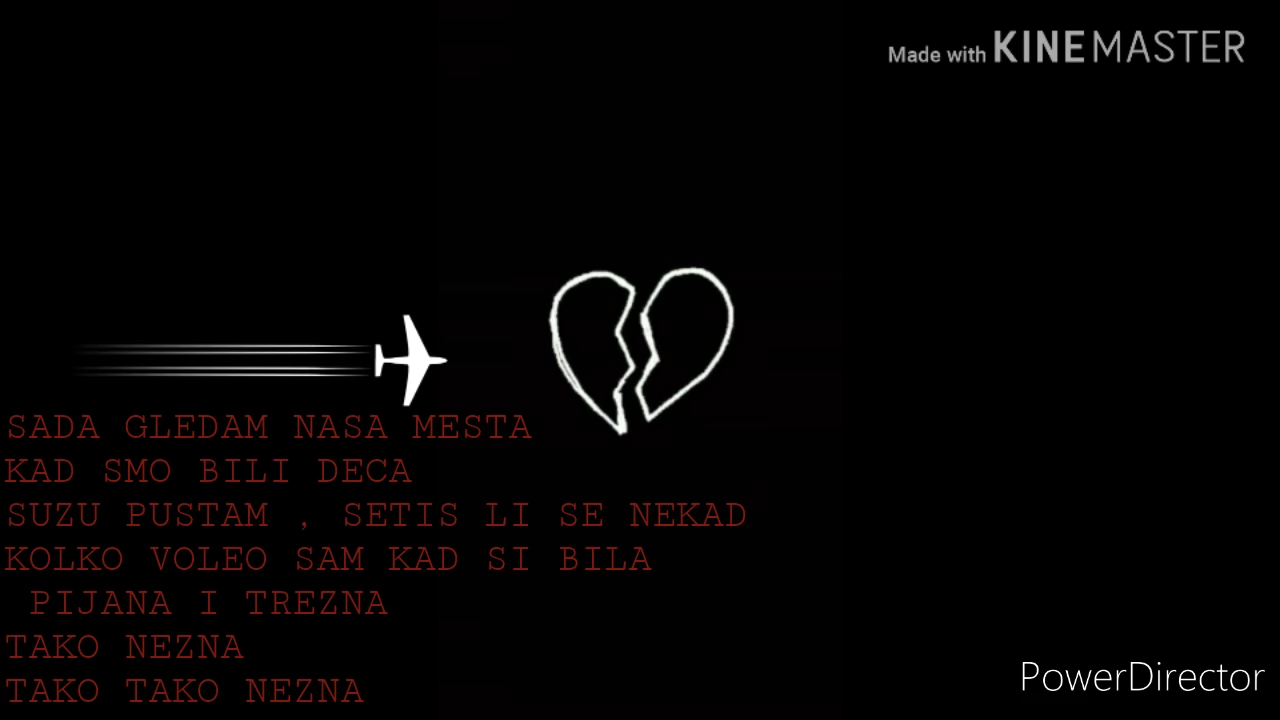 Made with KINEMASTER
SADA GLEDAM NASA MESTA
KAD SMO BILI DECA
SUZU PUSTAM , SETIS LI SE NEKAD
KOLKO VOLEO SAM KAD SI BILA
PIJANA I TREZNA
TAKO NEZNA
TAKO TAKO NEZNA
PowerDirector